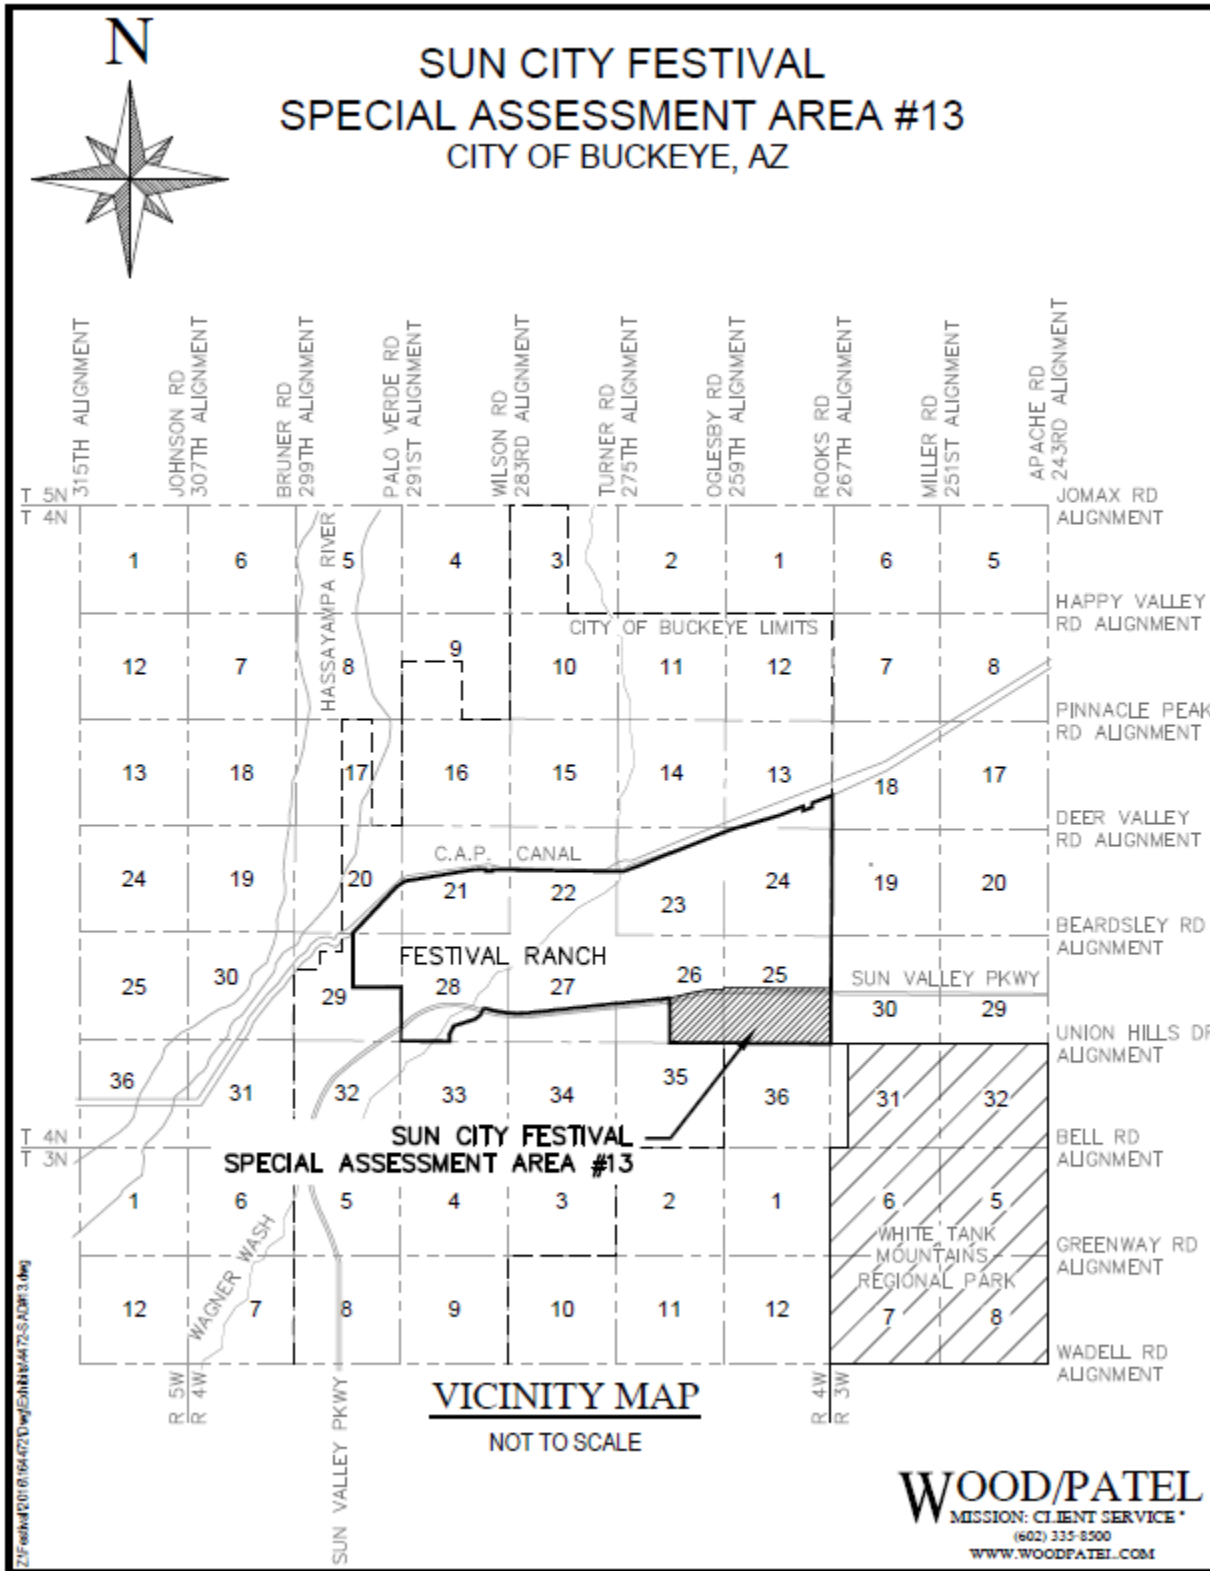 N
SUN CITY FESTIVAL
SPECIAL ASSESSMENT AREA #13
CITY OF BUCKEYE, AZ
315TH ALIGNMENT
JOHNSON RD
307TH ALIGNMENT
BRUNER RD
299TH ALIGNMENT
PALO VERDE RD
291ST ALIGNMENT
WILSON RD
283RD ALIGNMENT
TURNER RD
275TH ALIGNMENT
OGLESBY RD
259TH ALIGNMENT
ROOKS RD
267TH ALIGNMENT
MILLER RD
251ST ALIGNMENT
APACHE RD
243RD ALIGNMENT
T 5N
T 4N
JOMAX RD
ALIGNMENT
1 6 5 4 3 2 1 6 5
HASSAYAMPA RIVER
HAPPY VALLEY
RD ALIGNMENT
CITY OF BUCKEYE LIMITS
12 7 8 9 10 11 12 7 8
PINNACLE PEAK
RD ALIGNMENT
13 18 17 16 15 14 13 18 17
DEER VALLEY
RD ALIGNMENT
C.A.P. CANAL
24 19 20 21 22 23 24 19 20
BEARDSLEY RD
ALIGNMENT
FESTIVAL RANCH
SUN VALLEY PKWY
25 30 29 28 27 26 25 30 29
UNION HILLS DR
ALIGNMENT
36 31 32 33 34 35 36 31 32
SUN CITY FESTIVAL
SPECIAL ASSESSMENT AREA #13
T 4N
T 3N
BELL RD
ALIGNMENT
1 6 5 4 3 2 1 6 5
WAGNER WASH
WHITE TANK
MOUNTAINS
REGIONAL PARK
GREENWAY RD
ALIGNMENT
12 7 8 9 10 11 12 7 8
WADELL RD
ALIGNMENT
R 5W
R 4W
SUN VALLEY PKWY
R 4W
R 3W
VICINITY MAP
NOT TO SCALE
WOOD/PATEL
MISSION: CLIENT SERVICE
(602) 335-8500
WWW.WOODPATEL.COM